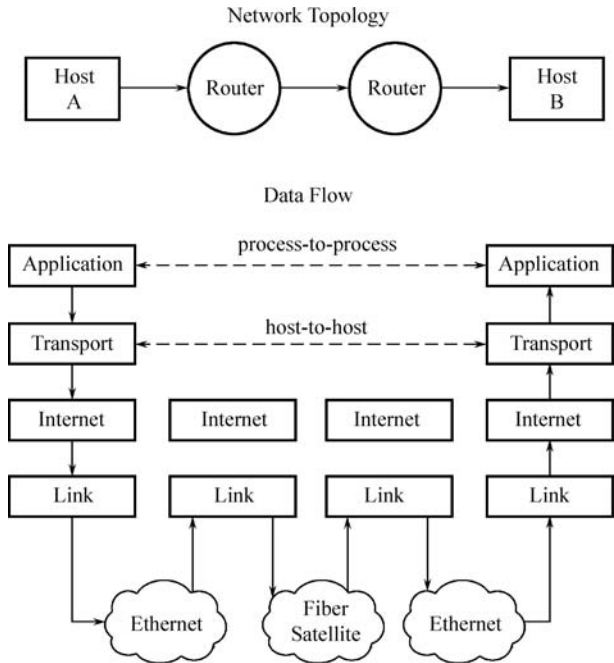 Network Topology
Host
A
Router
Router
Host
B
Data Flow
process-to-process
Application
Application
host-to-host
Transport
Transport
Internet
Internet
Internet
Internet
Link
Link
Link
Link
Ethernet
Fiber
Satellite
Ethernet